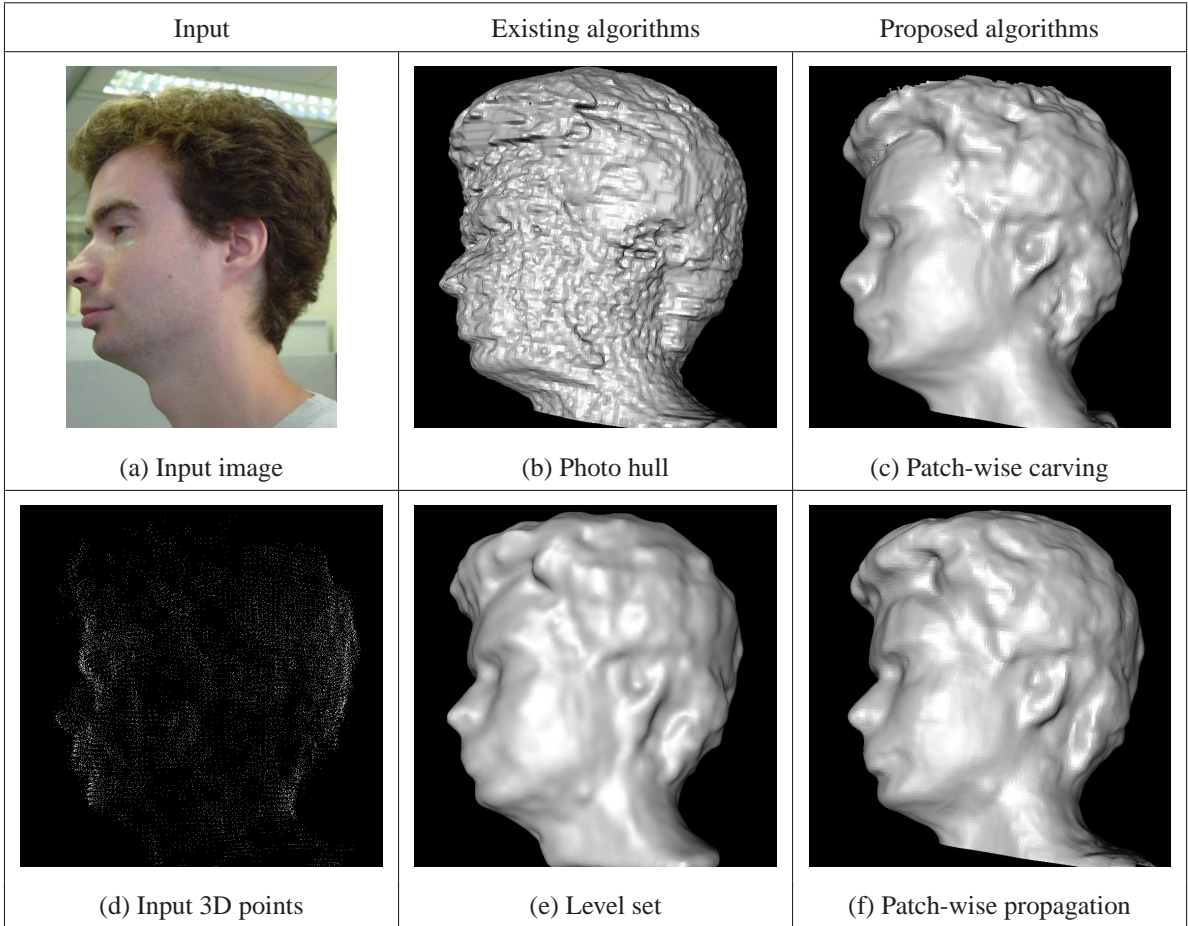 Input
Existing algorithms
Proposed algorithms
(a) Input image
(b) Photo hull
(c) Patch-wise carving
(d) Input 3D points
(e) Level set
(f) Patch-wise propagation